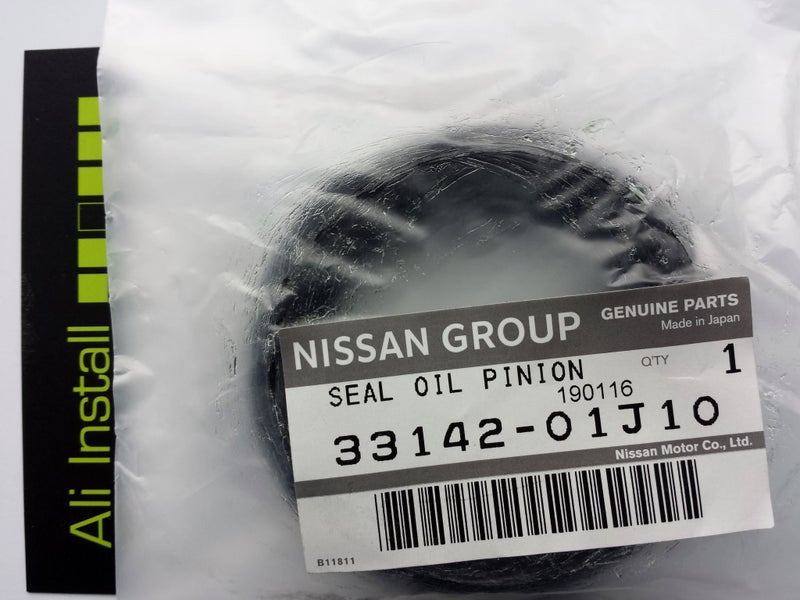 Ali Install
NISSAN GROUP
GENUINE PARTS
Made in Japan
SEAL OIL PINION
Q'TY
1
190116
33142-01J10
Nissan Motor Co., Ltd.
B11811